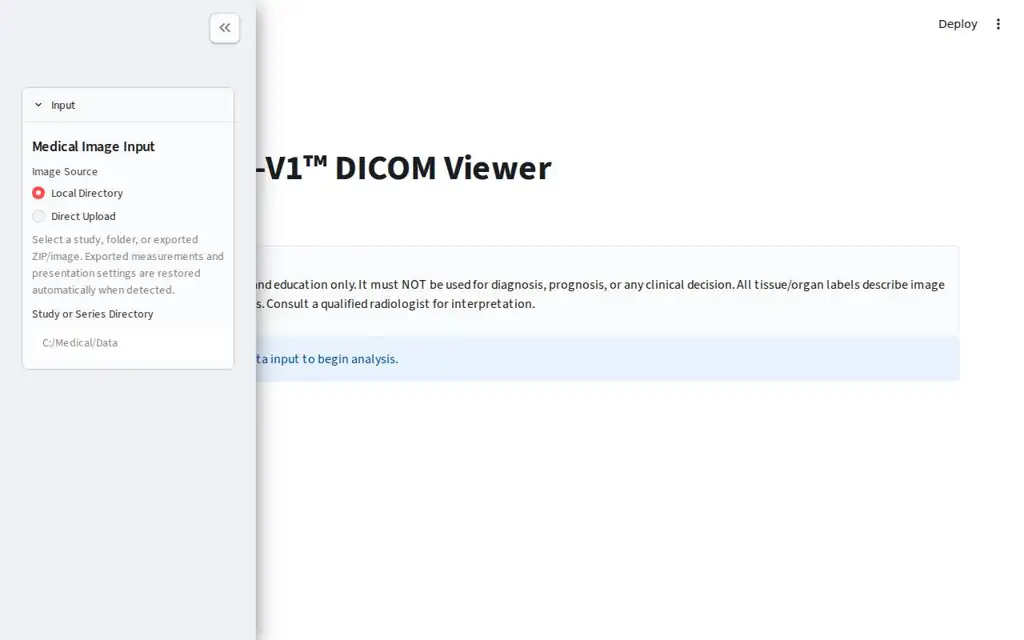 Deploy
Input
Medical Image Input
Image Source
Local Directory
Direct Upload
Select a study, folder, or exported
ZIP/image. Exported measurements and
presentation settings are restored
automatically when detected.
Study or Series Directory
C:/Medical/Data
-V1™ DICOM Viewer
and education only. It must NOT be used for diagnosis, prognosis, or any clinical decision. All tissue/organ labels describe image
s. Consult a qualified radiologist for interpretation.
ta input to begin analysis.